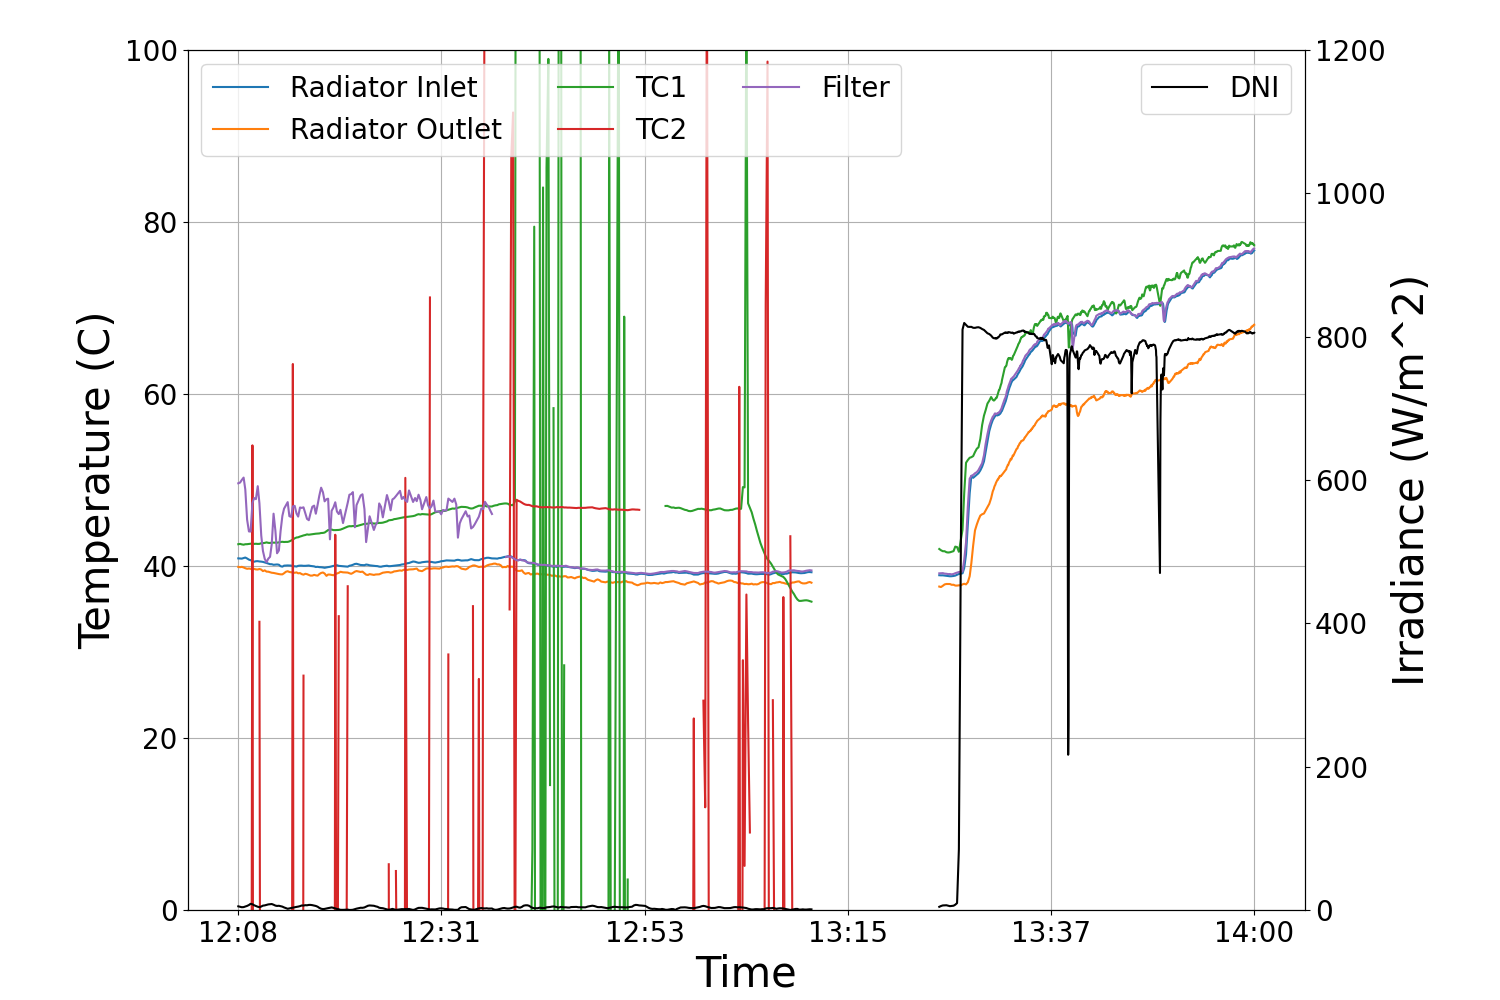 Radiator Inlet
Radiator Outlet
TC1
TC2
Filter
DNI
Temperature (C)
100
80
60
40
20
0
1200
1000
800
600
400
200
0
Irradiance (W/m^2)
12:08
12:31
12:53
13:15
13:37
14:00
Time